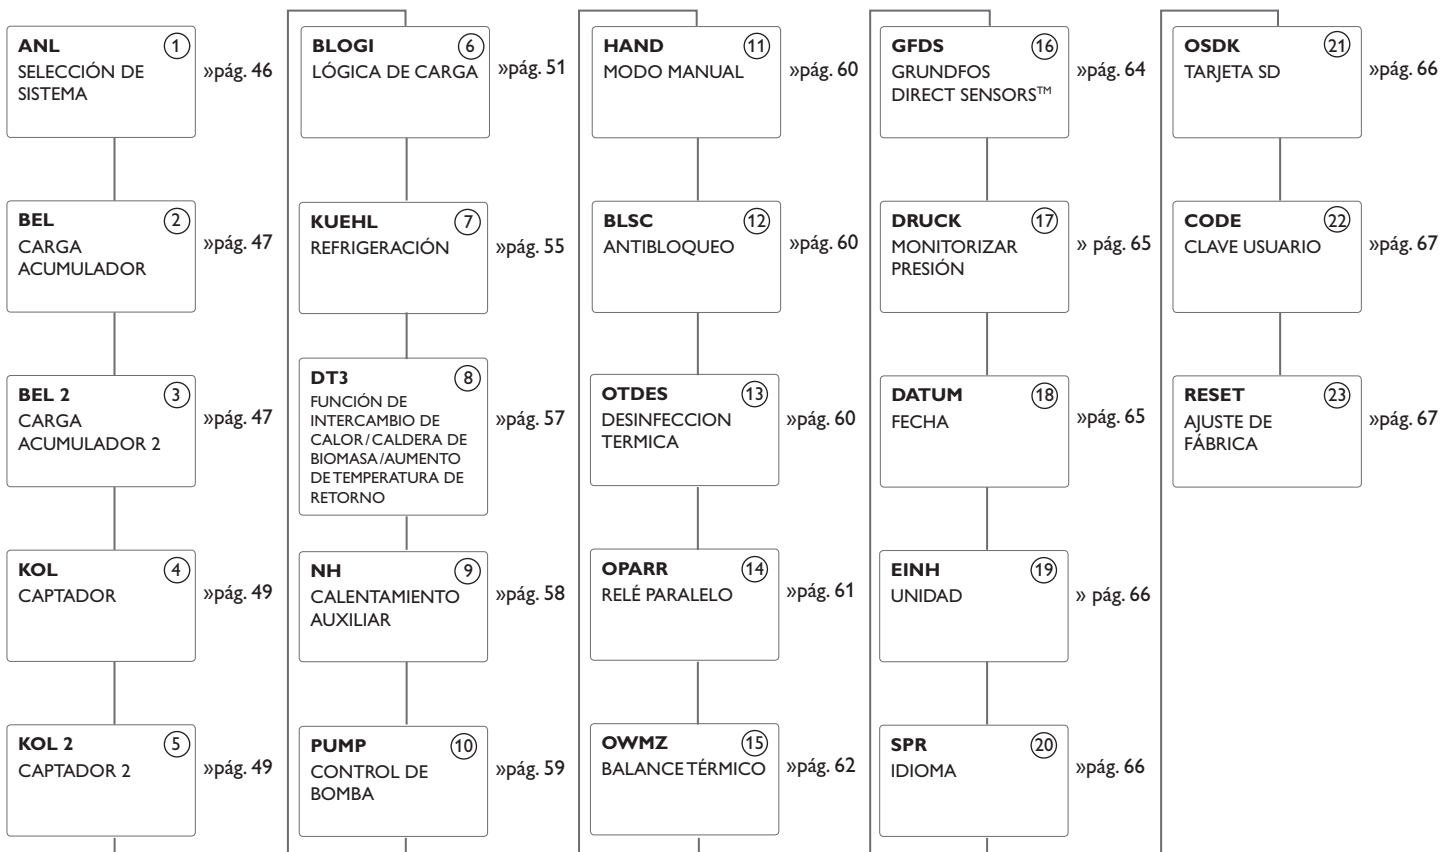 ANL 1
SELECCIÓN DE
SISTEMA
»pág. 46
BEL 2
CARGA
ACUMULADOR
»pág. 47
BEL 2 3
CARGA
ACUMULADOR 2
»pág. 47
KOL 4
CAPTADOR
»pág. 49
KOL 2 5
CAPTADOR 2
»pág. 49
BLOGI 6
LÓGICA DE CARGA
»pág. 51
KUEHL 7
REFRIGERACIÓN
»pág. 55
DT3 8
FUNCIÓN DE
INTERCAMBIO DE
CALOR/CALDERA DE
BIOMASA/AUMENTO
DE TEMPERATURA DE
RETORNO
»pág. 57
NH 9
CALENTAMIENTO
AUXILIAR
»pág. 58
PUMP 10
CONTROL DE
BOMBA
»pág. 59
HAND 11
MODO MANUAL
»pág. 60
BLSC 12
ANTIBLOQUEO
»pág. 60
OTDES 13
DESINFECCION
TERMICA
»pág. 60
OPARR 14
RELÉ PARALELO
»pág. 61
OWMZ 15
BALANCE TÉRMICO
»pág. 62
GFDS 16
GRUNDFOS
DIRECT SENSORS™
»pág. 64
DRUCK 17
MONITORIZAR
PRESIÓN
» pág. 65
DATUM 18
FECHA
»pág. 65
EINH 19
UNIDAD
» pág. 66
SPR 20
IDIOMA
»pág. 66
OSDK 21
TARJETA SD
»pág. 66
CODE 22
CLAVE USUARIO
»pág. 67
RESET 23
AJUSTE DE
FÁBRICA
»pág. 67